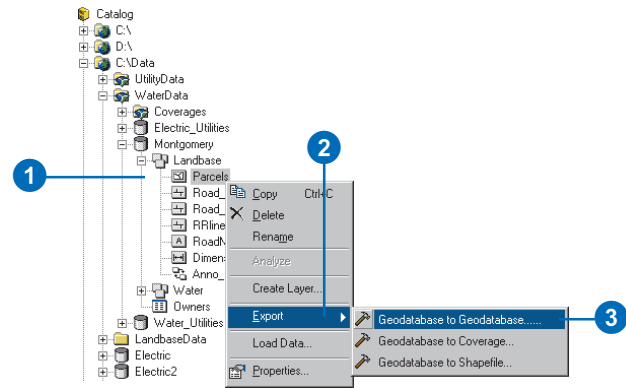 Catalog
C:\
D:\
C:\Data
UtilityData
WaterData
Coverages
Electric_Utilities
Montgomery
2
Landbase
1
Parcels
Road_
Copy Ctrl+C
Road_
Delete
RRline
Rename
RoadN
Dimens
Analyze
Anno_
Create Layer...
Water
Owners
Export
Geodatabase to Geodatabase......
3
Water_Utilities
Load Data...
Geodatabase to Coverage...
LandbaseData
Electric
Properties...
Geodatabase to Shapefile...
Electric2